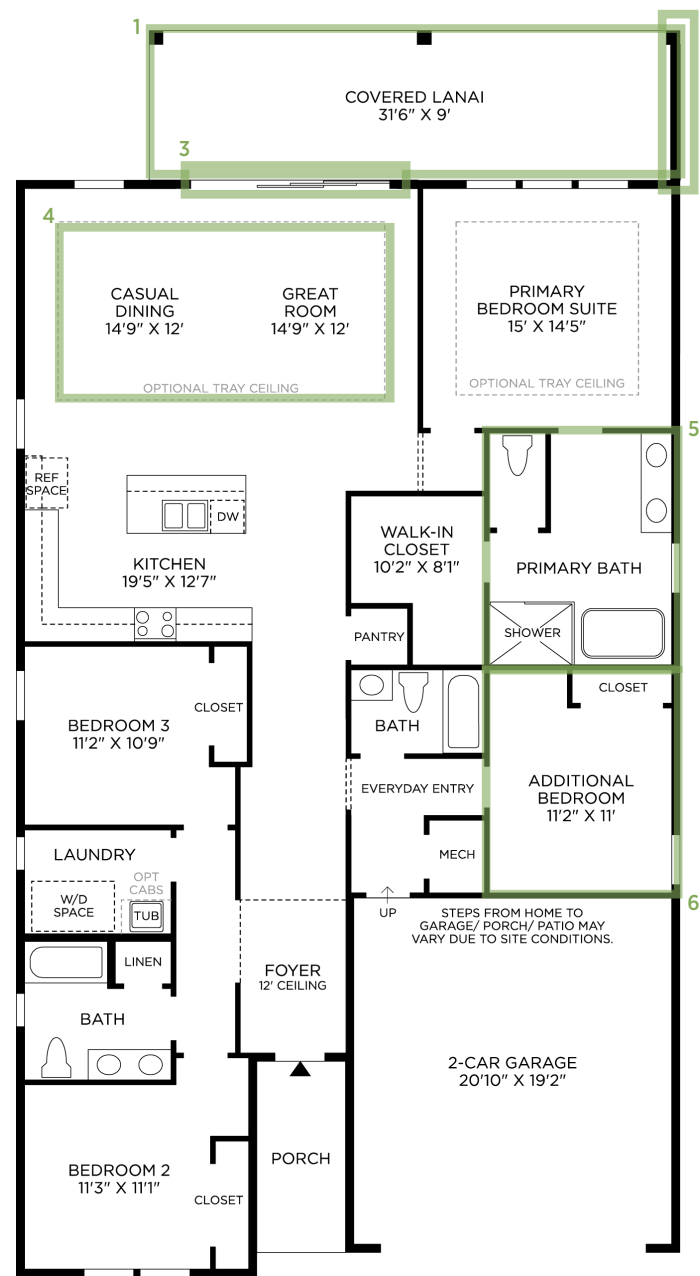 1
COVERED LANAI
31'6" X 9'
3
4
CASUAL
DINING
14'9" X 12'
GREAT
ROOM
14'9" X 12'
OPTIONAL TRAY CEILING
PRIMARY
BEDROOM SUITE
15' X 14'5"
OPTIONAL TRAY CEILING
5
REF
SPACE
DW
KITCHEN
19'5" X 12'7"
WALK-IN
CLOSET
10'2" X 8'1"
PRIMARY BATH
SHOWER
PANTRY
CLOSET
BEDROOM 3
11'2" X 10'9"
CLOSET
BATH
EVERYDAY ENTRY
ADDITIONAL
BEDROOM
11'2" X 11'
MECH
LAUNDRY
OPT
CABS
W/D
SPACE
TUB
UP
6
STEPS FROM HOME TO
GARAGE/ PORCH/ PATIO MAY
VARY DUE TO SITE CONDITIONS.
LINEN
FOYER
12' CEILING
BATH
2-CAR GARAGE
20'10" X 19'2"
PORCH
BEDROOM 2
11'3" X 11'1"
CLOSET